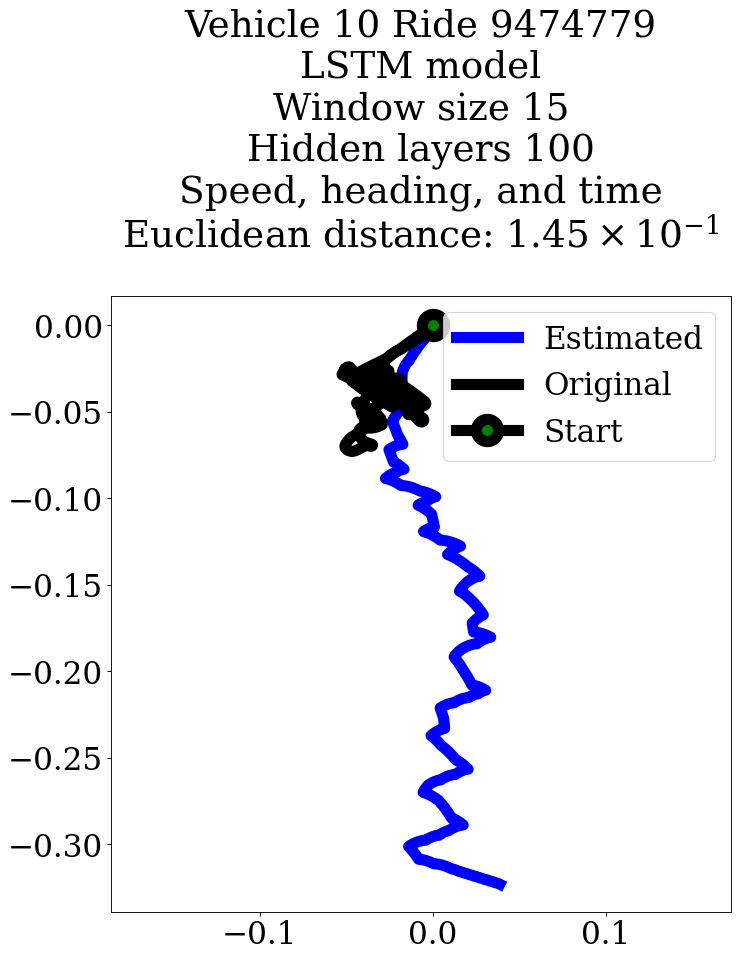 Vehicle 10 Ride 9474779
LSTM model
Window size 15
Hidden layers 100
Speed, heading, and time
Euclidean distance: 1.45 × 10⁻¹
Estimated
Original
Start
0.00
−0.05
−0.10
−0.15
−0.20
−0.25
−0.30
−0.1 0.0 0.1